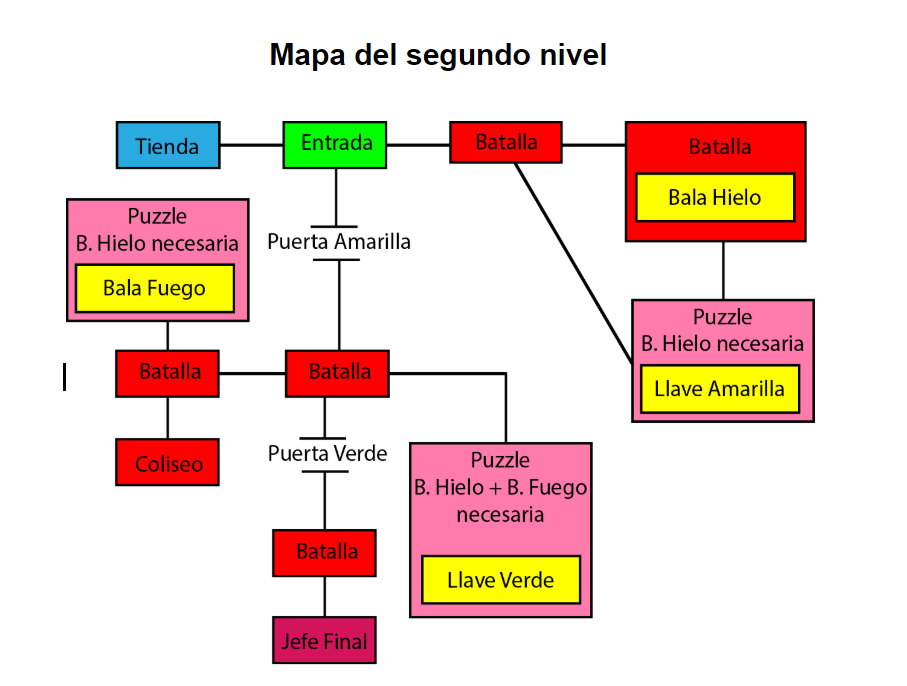 Mapa del segundo nivel
Tienda
Entrada
Batalla
Batalla
Bala Hielo
Puzzle
B. Hielo necesaria
Bala Fuego
Puerta Amarilla
Puzzle
B. Hielo necesaria
Llave Amarilla
Batalla
Batalla
Coliseo
Puerta Verde
Puzzle
B. Hielo + B. Fuego
necesaria
Llave Verde
Batalla
Jefe Final